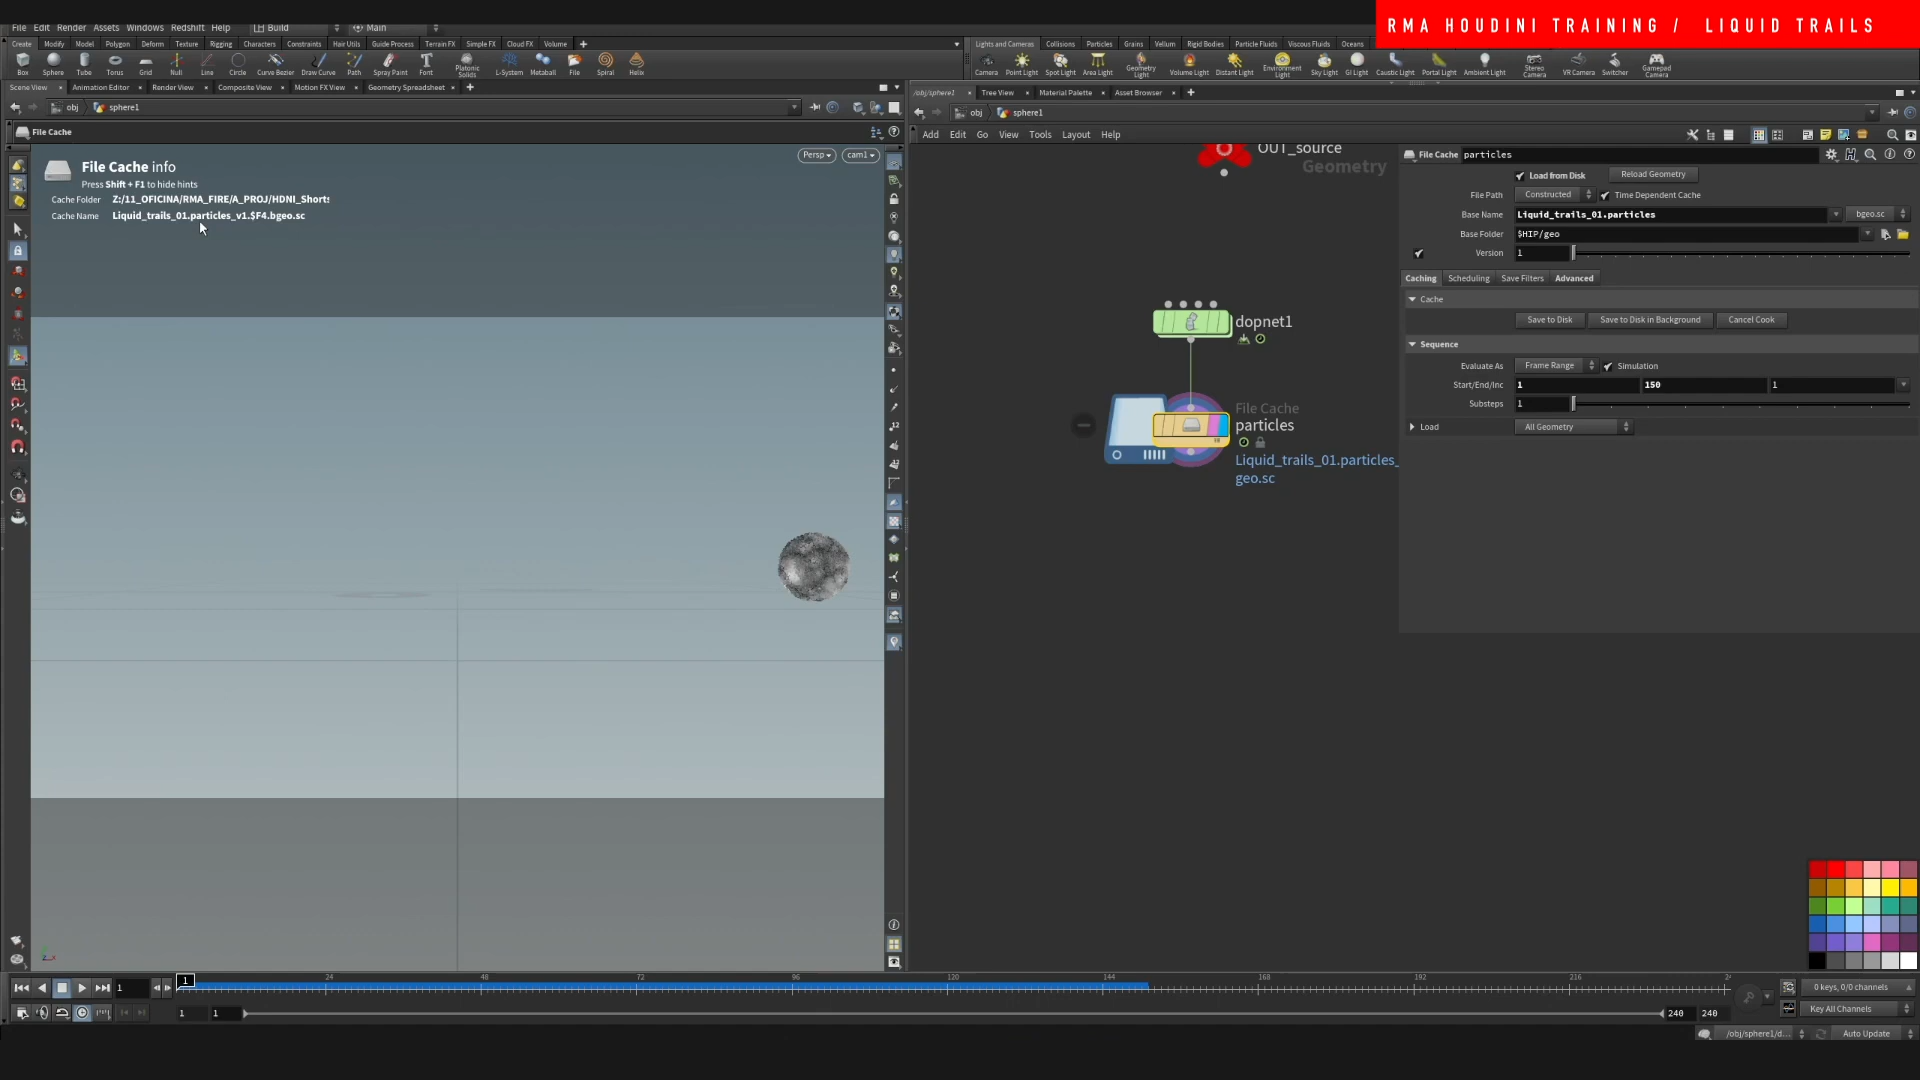 RMA HOUDINI TRAINING / LIQUID TRAILS
File Edit Render Assets Windows Redshift Help Build Main
Create Modify Model Polygon Deform Texture Rigging Characters Constraints Hair Utils Guide Process Terrain FX Simple FX Cloud FX Volume
Lights and Cameras Collisions Particles Grains Vellum Rigid Bodies Particle Fluids Viscous Fluids Oceans
Box Sphere Tube Torus Grid Null Line Circle Curve Bezier Draw Curve Path Spray Paint Font Platonic Solids L-System Metaball File Spiral Helix
Camera Point Light Spot Light Area Light Geometry Light Volume Light Distant Light Environment Light Sky Light GI Light Caustic Light Portal Light Ambient Light Stereo Camera VR Camera Switcher Gamepad Camera
Scene View Animation Editor Render View Composite View Motion FX View Geometry Spreadsheet
/obj/sphere1 Tree View Material Palette Asset Browser
obj sphere1
obj sphere1
File Cache
Add Edit Go View Tools Layout Help
File Cache info
Press Shift + F1 to hide hints
Cache Folder Z:/11_OFICINA/RMA_FIRE/A_PROJ/HDNI_Shorts
Cache Name Liquid_trails_01.particles_v1.$F4.bgeo.sc
Persp cam1
OUT_source
Geometry
dopnet1
File Cache
particles
Liquid_trails_01.particles_
geo.sc
File Cache particles
Load from Disk Reload Geometry
File Path Constructed Time Dependent Cache
Base Name Liquid_trails_01.particles bgeo.sc
Base Folder $HIP/geo
Version 1
Caching Scheduling Save Filters Advanced
Cache
Save to Disk Save to Disk in Background Cancel Cook
Sequence
Evaluate As Frame Range Simulation
Start/End/Inc 1 150 1
Substeps 1
Load All Geometry
1 1 24 48 72 96 120 144 168 192 216
0 keys, 0/0 channels
1 1 240 240
Key All Channels
/obj/sphere1/d... Auto Update